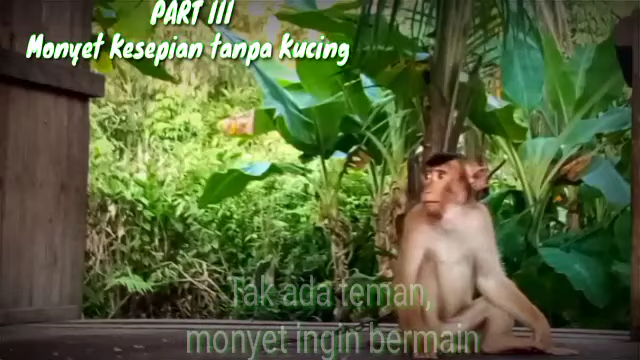 PART III
Monyet Kesepian tanpa Kucing
Tak ada teman,
monyet ingin bermain